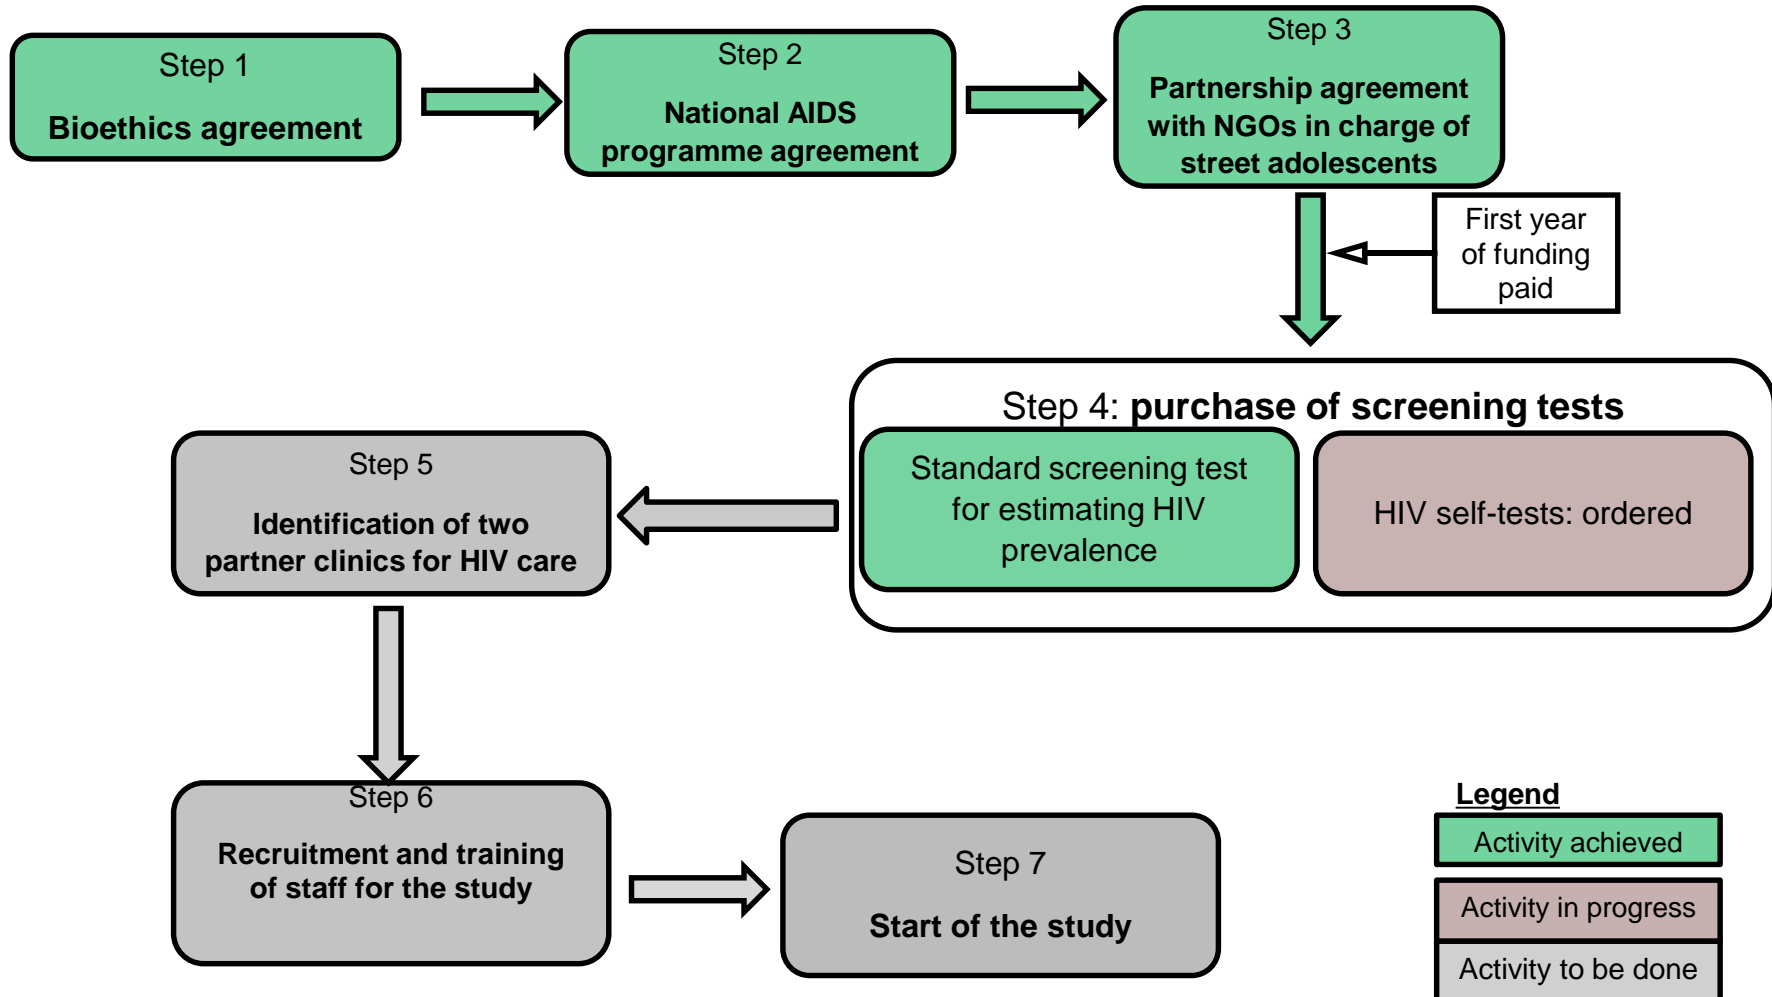 Step 1
Bioethics agreement
Step 2
National AIDS
programme agreement
Step 3
Partnership agreement
with NGOs in charge of
street adolescents
First year
of funding
paid
Step 4: purchase of screening tests
Standard screening test
for estimating HIV
prevalence
HIV self-tests: ordered
Step 5
Identification of two
partner clinics for HIV care
Step 6
Recruitment and training
of staff for the study
Step 7
Start of the study
Legend
Activity achieved
Activity in progress
Activity to be done